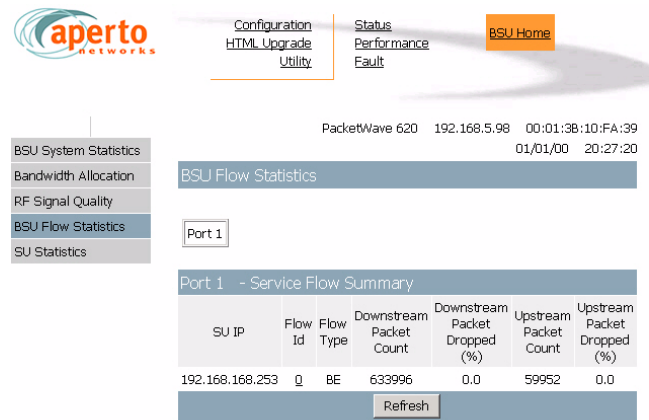 aperto
networks
Configuration
HTML Upgrade
Utility
Status
Performance
Fault
BSU Home
PacketWave 620 192.168.5.98 00:01:3B:10:FA:39
01/01/00 20:27:20
BSU System Statistics
Bandwidth Allocation
RF Signal Quality
BSU Flow Statistics
SU Statistics
BSU Flow Statistics
Port 1
Port 1 - Service Flow Summary
SU IP Flow Id Flow Type Downstream Packet Count Downstream Packet Dropped (%) Upstream Packet Count Upstream Packet Dropped (%)
192.168.168.253 0 BE 633996 0.0 59952 0.0
Refresh